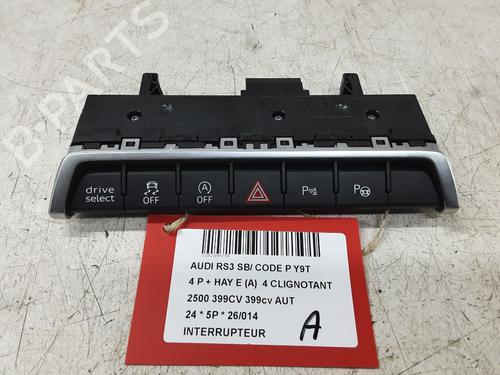 B-PARTS
drive select
OFF
A
OFF
P
P
AUDI RS3 SB/ CODE P Y9T
4 P + HAY E (A) 4 CLIGNOTANT
2500 399CV 399cv AUT
24 * 5P * 26/014
INTERRUPTEUR
A